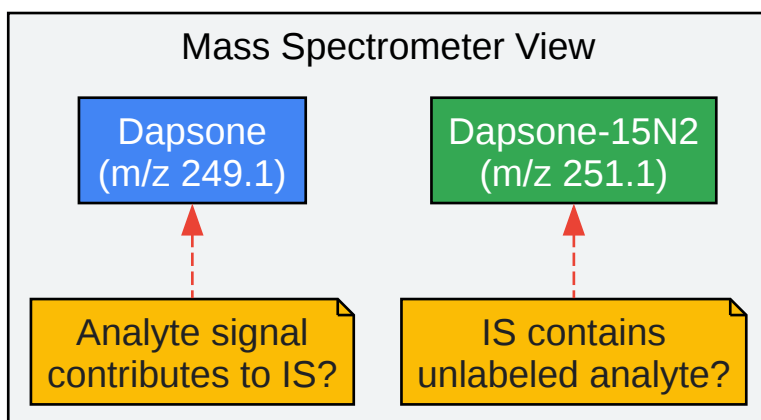 Mass Spectrometer View
Dapsone
(m/z 249.1)
Dapsone-15N2
(m/z 251.1)
Analyte signal
contributes to IS?
IS contains
unlabeled analyte?